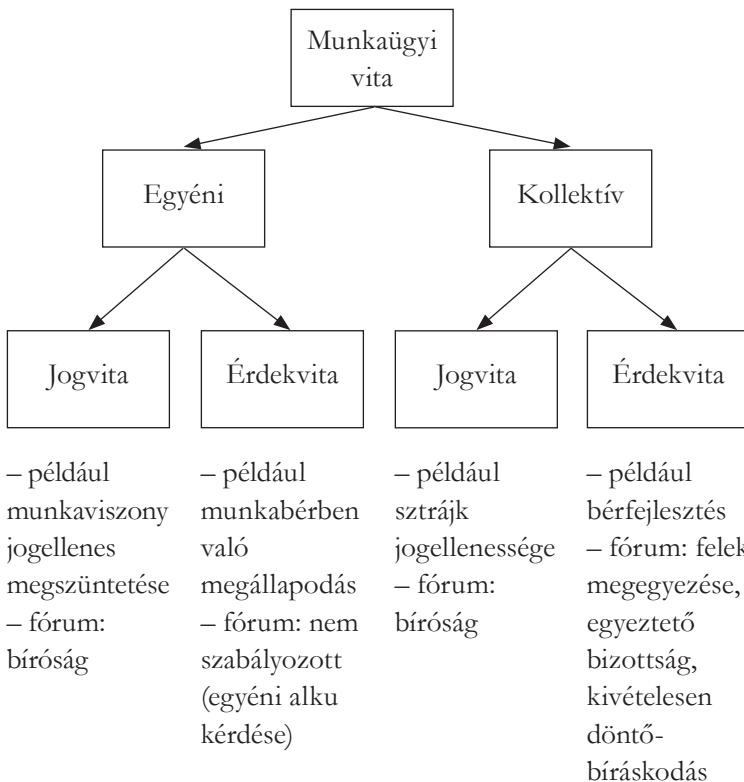 Munkaügyi
vita
Egyéni
Kollektív
Jogvita
Érdekvita
Jogvita
Érdekvita
– például
munkaviszony
jogellenes
megszüntetése
– fórum:
bíróság
– például
munkabérben
való
megállapodás
– fórum: nem
szabályozott
(egyéni alku
kérdése)
– például
sztrájk
jogellenessége
– fórum:
bíróság
– például
bérfejlesztés
– fórum: felek
megegyezése,
egyeztető
bizottság,
kivételesen
döntő-
bíráskodás